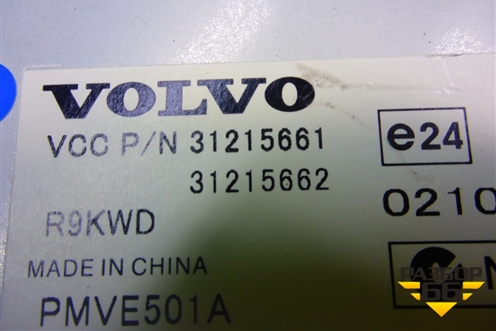 VOLVO
VCC P/N 31215661
31215662
e24
0210
R9KWD
MADE IN CHINA
N
PMVE501A
РАЗБОР
66